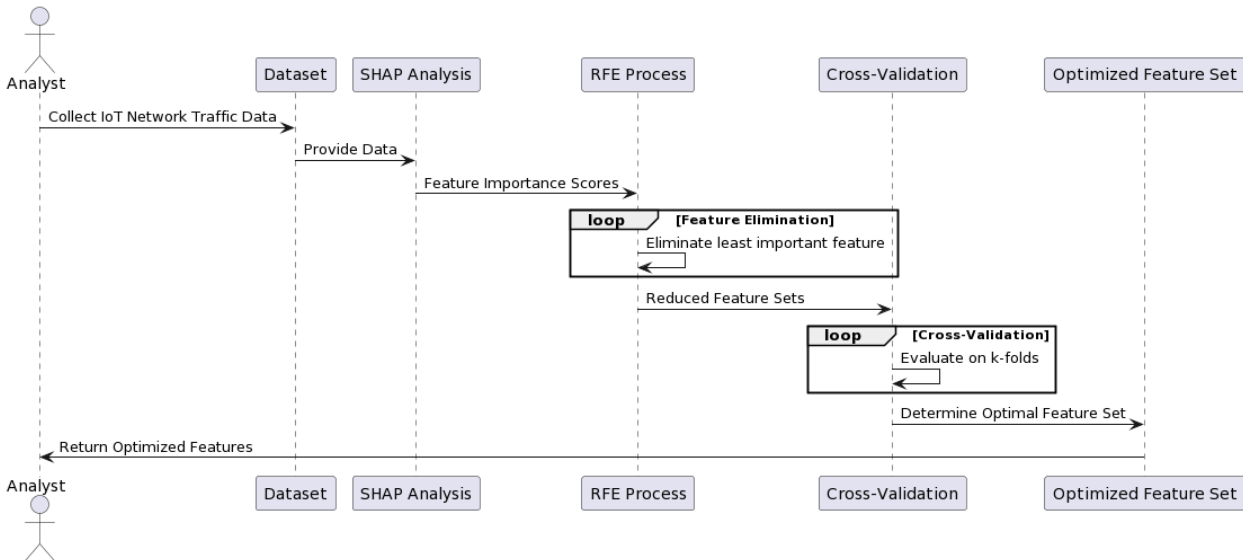 Analyst
Dataset
SHAP Analysis
RFE Process
Cross-Validation
Optimized Feature Set
Collect IoT Network Traffic Data
Provide Data
Feature Importance Scores
loop
[Feature Elimination]
Eliminate least important feature
Reduced Feature Sets
loop
[Cross-Validation]
Evaluate on k-folds
Determine Optimal Feature Set
Return Optimized Features
Analyst
Dataset
SHAP Analysis
RFE Process
Cross-Validation
Optimized Feature Set